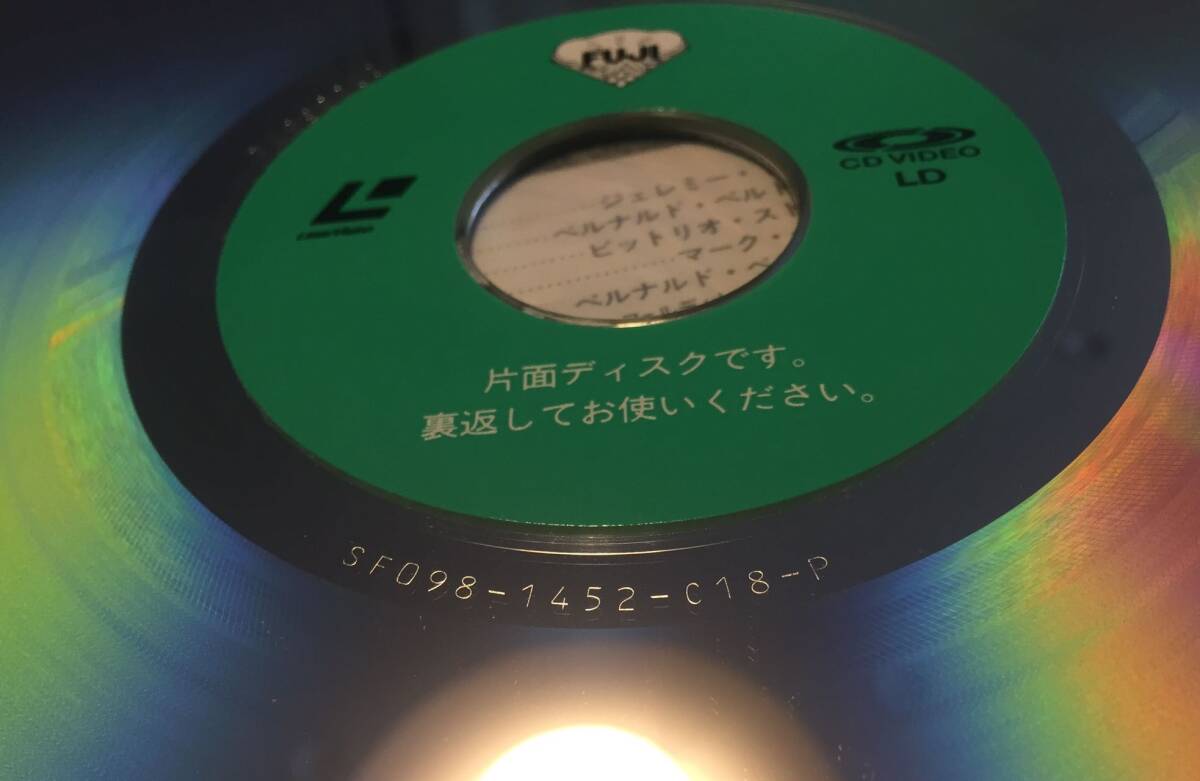 FUJI
CD VIDEO
LD
LaserVision
ジェレミー・
ベルナルド・ベル
ビットリオ・ス
マーク・
ベルナルド・ベ
片面ディスクです。
裏返してお使いください。
SF098-1452-C18-P